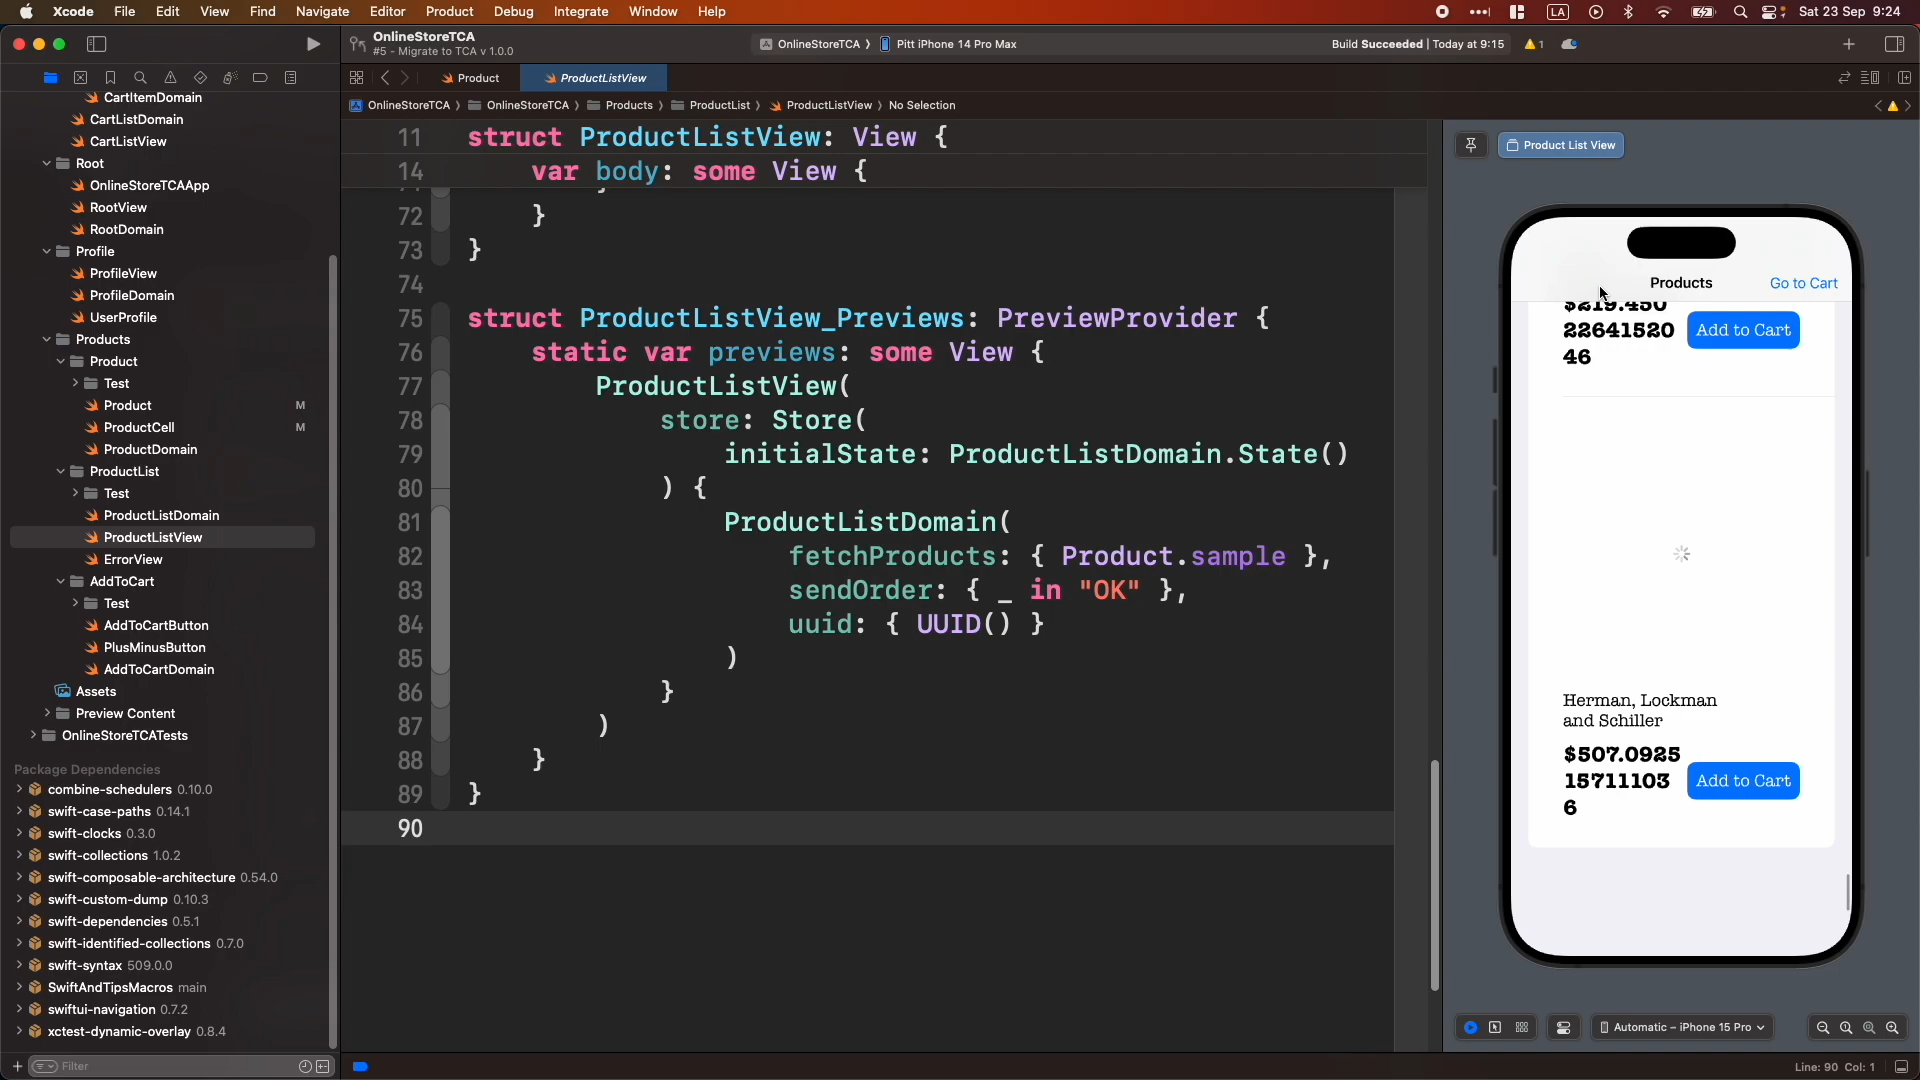 Xcode File Edit View Find Navigate Editor Product Debug Integrate Window Help
LA
Sat 23 Sep 9:24
OnlineStoreTCA
#5 - Migrate to TCA v 1.0.0
OnlineStoreTCA
Pitt iPhone 14 Pro Max
Build Succeeded | Today at 9:15
1
Product
ProductListView
OnlineStoreTCA
OnlineStoreTCA
Products
ProductList
ProductListView
No Selection
CartItemDomain
CartListDomain
CartListView
Root
OnlineStoreTCAApp
RootView
RootDomain
Profile
ProfileView
ProfileDomain
UserProfile
Products
Product
Test
Product M
ProductCell M
ProductDomain
ProductList
Test
ProductListDomain
ProductListView
ErrorView
AddToCart
Test
AddToCartButton
PlusMinusButton
AddToCartDomain
Assets
Preview Content
OnlineStoreTCATests
Package Dependencies
combine-schedulers 0.10.0
swift-case-paths 0.14.1
swift-clocks 0.3.0
swift-collections 1.0.2
swift-composable-architecture 0.54.0
swift-custom-dump 0.10.3
swift-dependencies 0.5.1
swift-identified-collections 0.7.0
swift-syntax 509.0.0
SwiftAndTipsMacros main
swiftui-navigation 0.7.2
xctest-dynamic-overlay 0.8.4
Filter
11 struct ProductListView: View {
14 var body: some View {
72 }
73 }
74
75 struct ProductListView_Previews: PreviewProvider {
76 static var previews: some View {
77 ProductListView(
78 store: Store(
79 initialState: ProductListDomain.State()
80 ) {
81 ProductListDomain(
82 fetchProducts: { Product.sample },
83 sendOrder: { _ in "OK" },
84 uuid: { UUID() }
85 )
86 }
87 )
88 }
89 }
90
Product List View
Products
Go to Cart
$219.450
22641520
46
Add to Cart
Herman, Lockman
and Schiller
$507.0925
15711103
6
Add to Cart
Automatic – iPhone 15 Pro
Line: 90 Col: 1